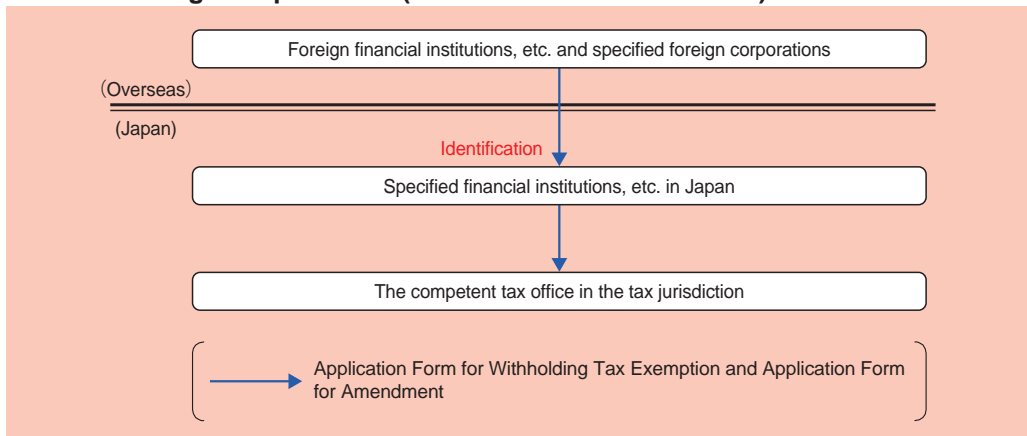 Foreign financial institutions, etc. and specified foreign corporations
（Overseas）
(Japan)
Identification
Specified financial institutions, etc. in Japan
The competent tax office in the tax jurisdiction
Application Form for Withholding Tax Exemption and Application Form
for Amendment